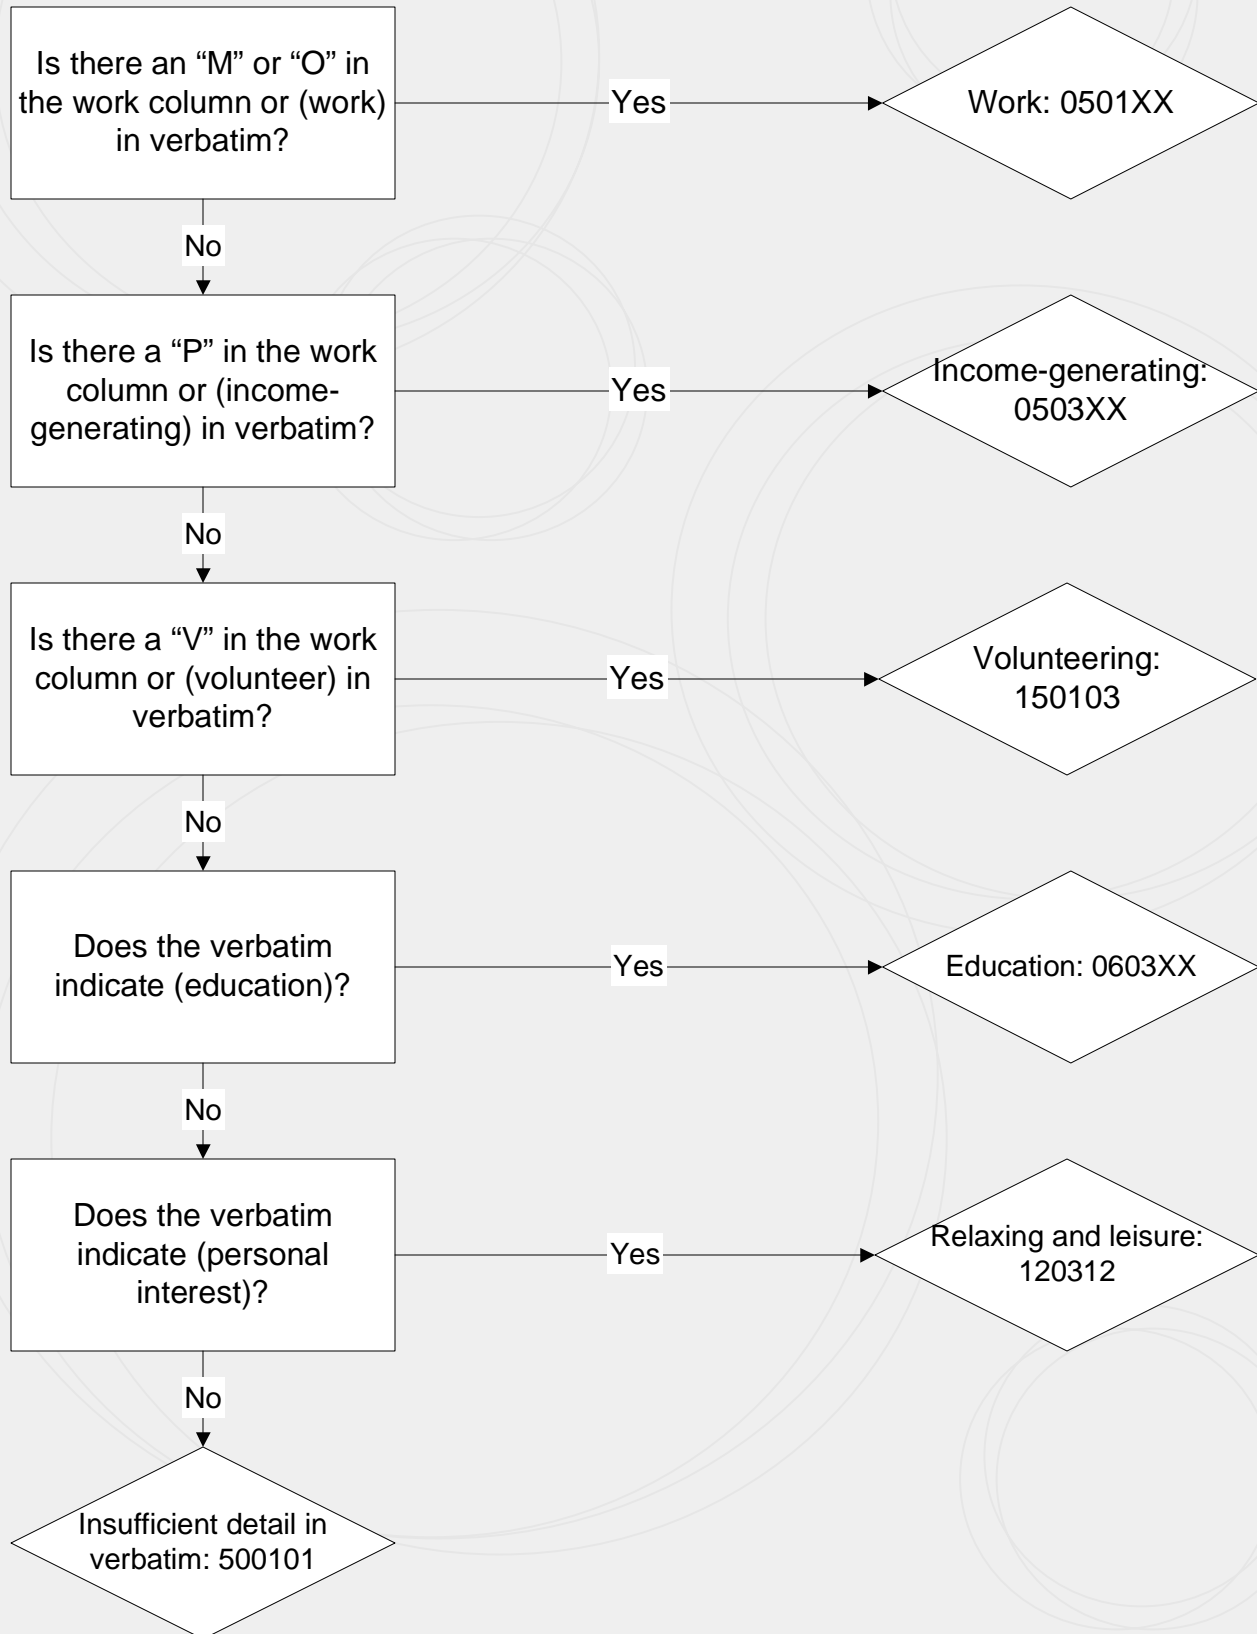 Is there an “M” or “O” in
the work column or (work)
in verbatim?
Yes
Work: 0501XX
No
Is there a “P” in the work
column or (income-
generating) in verbatim?
Yes
Income-generating:
0503XX
No
Is there a “V” in the work
column or (volunteer) in
verbatim?
Yes
Volunteering:
150103
No
Does the verbatim
indicate (education)?
Yes
Education: 0603XX
No
Does the verbatim
indicate (personal
interest)?
Yes
Relaxing and leisure:
120312
No
Insufficient detail in
verbatim: 500101